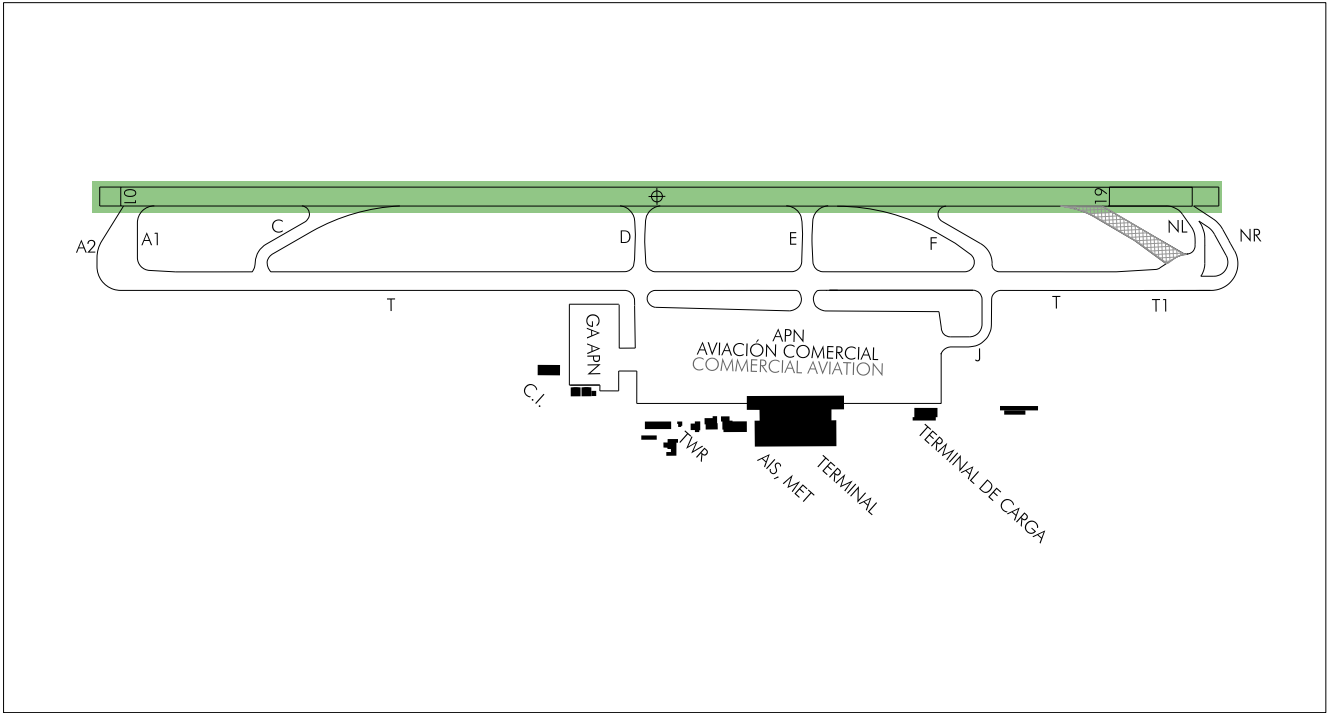 01
19
A2
A1
C
D
E
F
NL
NR
T
T
T1
GA APN
APN
AVIACIÓN COMERCIAL
COMMERCIAL AVIATION
J
C.I.
TWR
AIS, MET
TERMINAL
TERMINAL DE CARGA